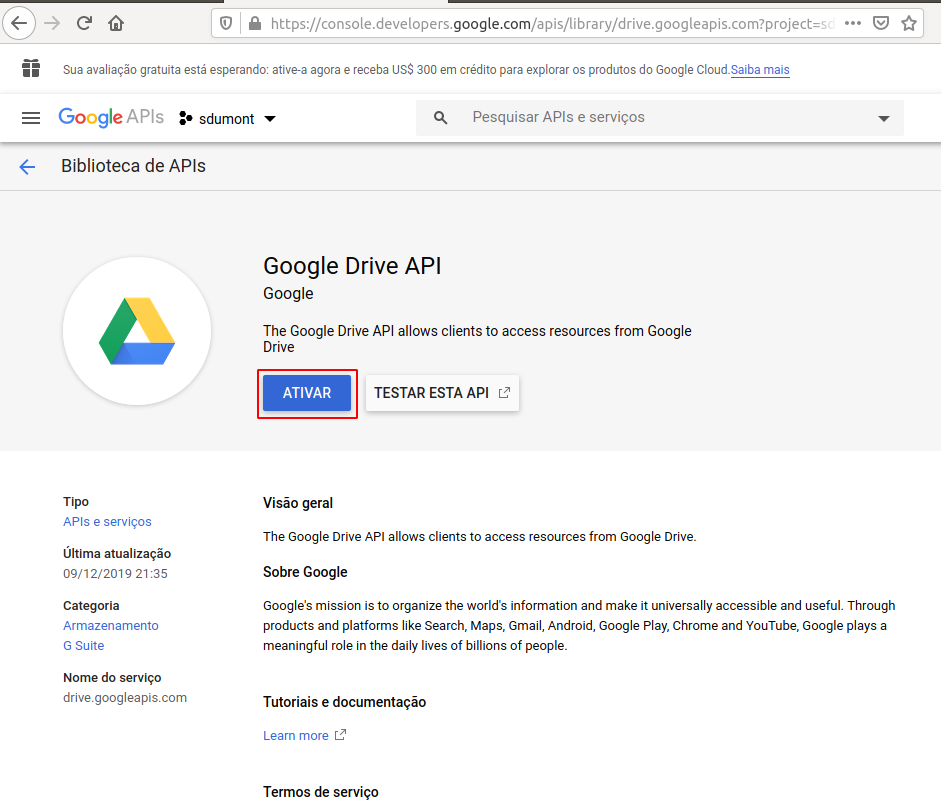 https://console.developers.google.com/apis/library/drive.googleapis.com?project=sd
Sua avaliação gratuita está esperando: ative-a agora e receba US$ 300 em crédito para explorar os produtos do Google Cloud. Saiba mais
Google APIs sdumont Pesquisar APIs e serviços
Biblioteca de APIs
Google Drive API
Google
The Google Drive API allows clients to access resources from Google
Drive
ATIVAR TESTAR ESTA API
Tipo
APIs e serviços
Última atualização
09/12/2019 21:35
Categoria
Armazenamento
G Suite
Nome do serviço
drive.googleapis.com
Visão geral
The Google Drive API allows clients to access resources from Google Drive.
Sobre Google
Google's mission is to organize the world's information and make it universally accessible and useful. Through
products and platforms like Search, Maps, Gmail, Android, Google Play, Chrome and YouTube, Google plays a
meaningful role in the daily lives of billions of people.
Tutoriais e documentação
Learn more
Termos de serviço